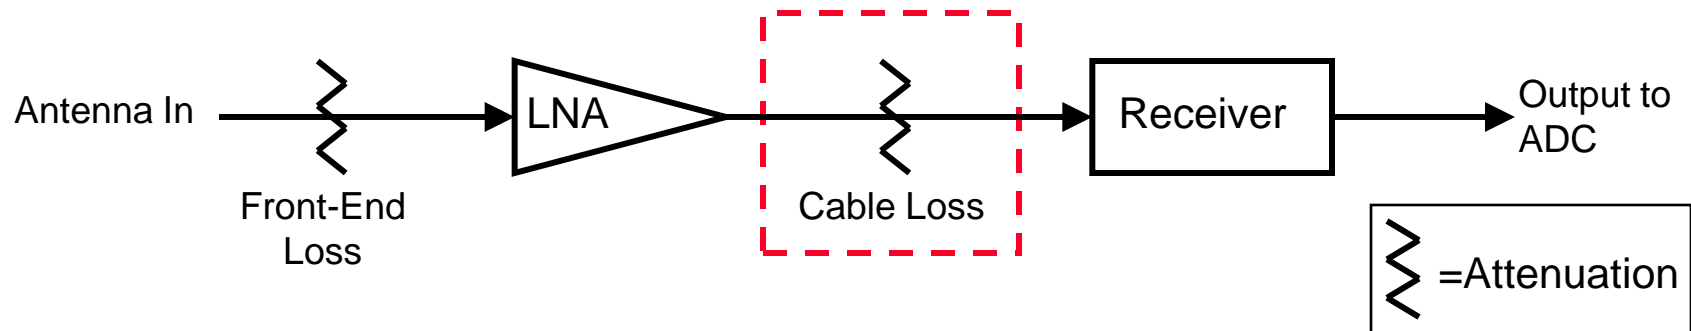 Antenna In
Front-End
Loss
LNA
Cable Loss
Receiver
Output to
ADC
=Attenuation